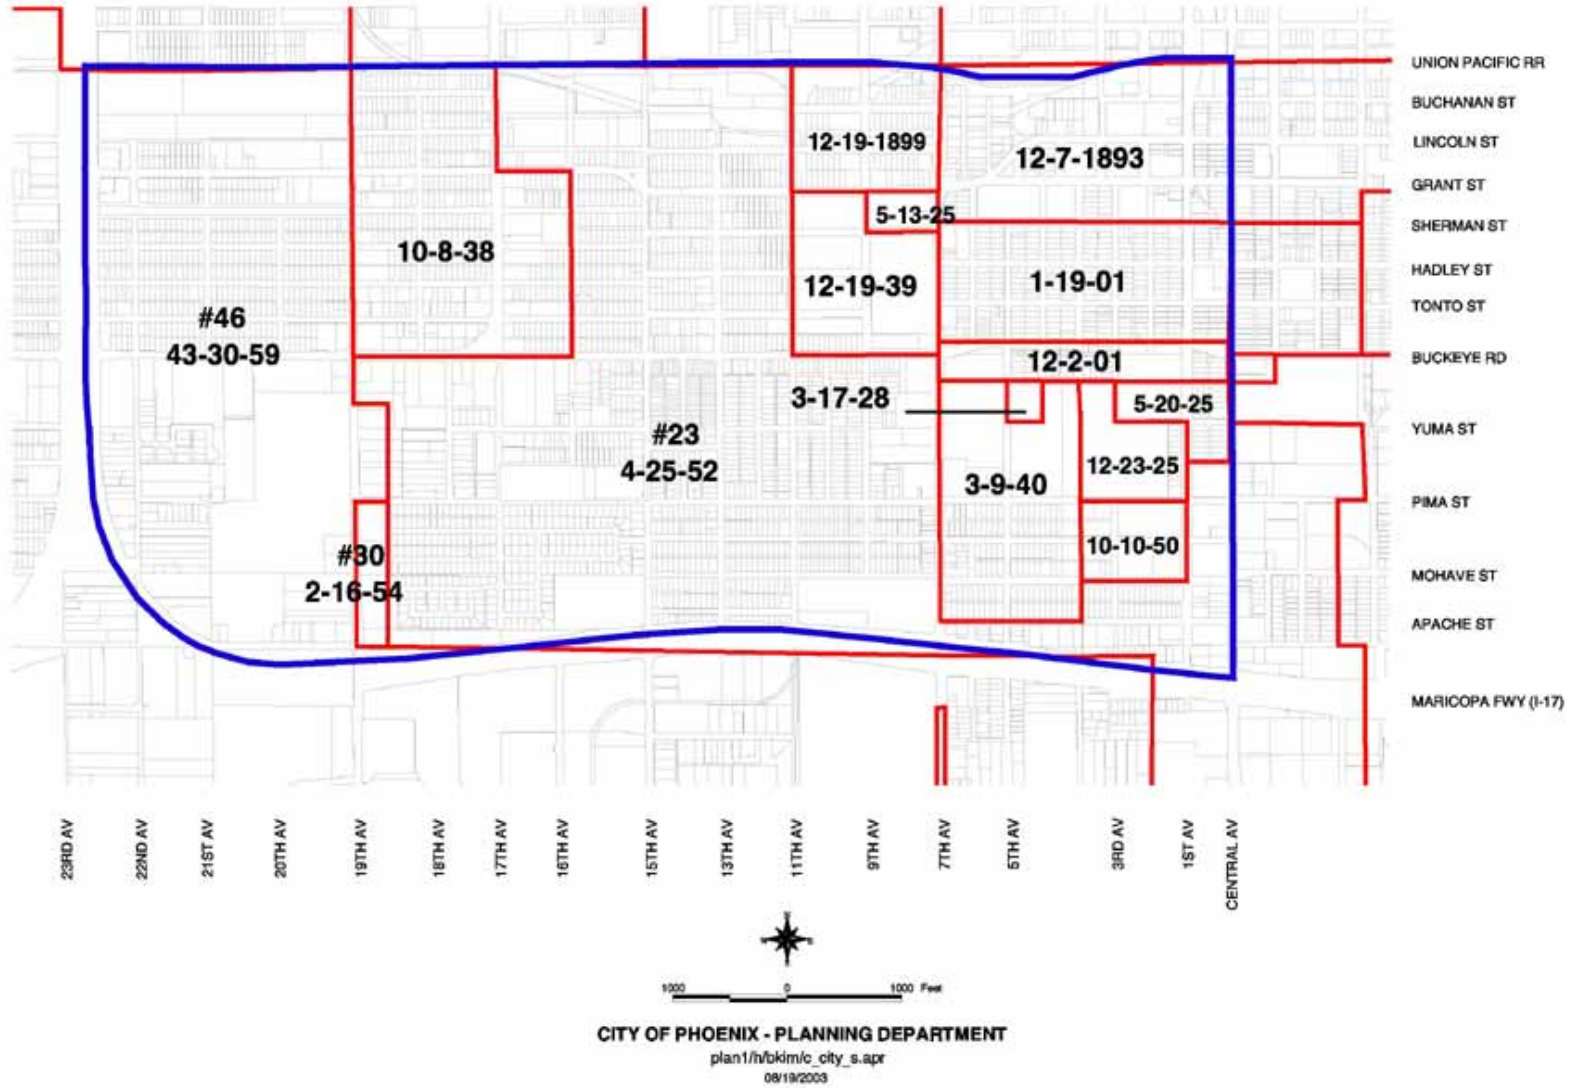 UNION PACIFIC RR
BUCHANAN ST
LINCOLN ST
GRANT ST
SHERMAN ST
HADLEY ST
TONTO ST
BUCKEYE RD
YUMA ST
PIMA ST
MOHAVE ST
APACHE ST
MARICOPA FWY (I-17)
12-19-1899
12-7-1893
5-13-25
10-8-38
12-19-39
1-19-01
#46
43-30-59
12-2-01
3-17-28
5-20-25
#23
4-25-52
12-23-25
3-9-40
10-10-50
#30
2-16-54
23RD AV
22ND AV
21ST AV
20TH AV
19TH AV
18TH AV
17TH AV
16TH AV
15TH AV
13TH AV
11TH AV
9TH AV
7TH AV
5TH AV
3RD AV
1ST AV
CENTRAL AV
1000 0 1000 Feet
CITY OF PHOENIX - PLANNING DEPARTMENT
plan1/h/bkim/c_city_s.apr
08/19/2003